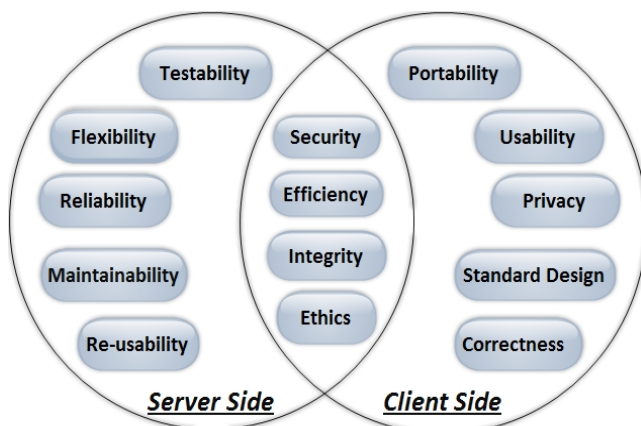 Testability
Flexibility
Reliability
Maintainability
Re-usability
Server Side
Security
Efficiency
Integrity
Ethics
Portability
Usability
Privacy
Standard Design
Correctness
Client Side